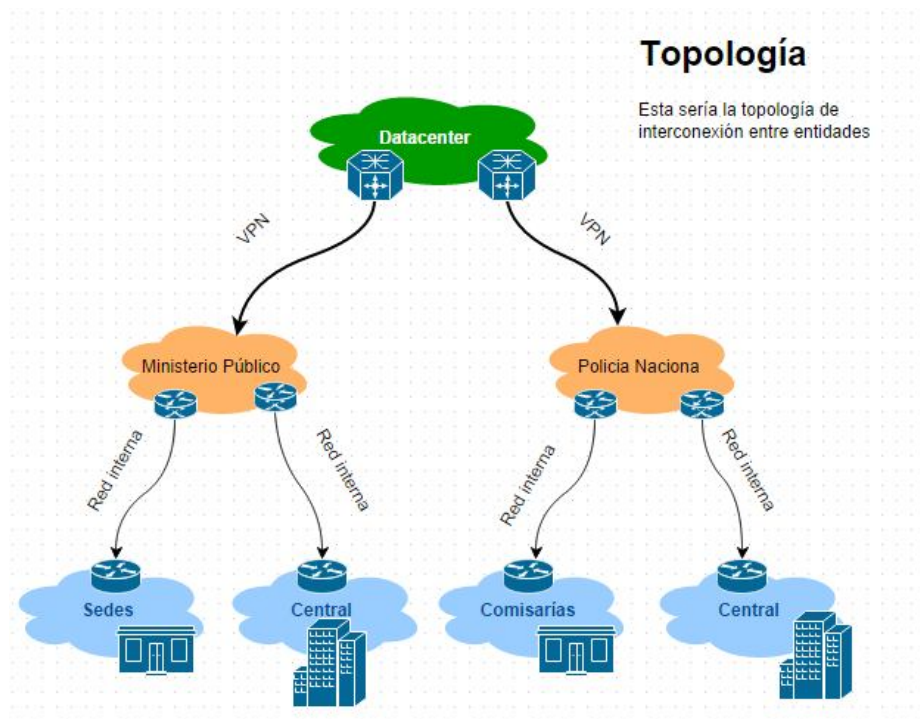 Topología
Esta sería la topología de
interconexión entre entidades
Datacenter
VPN
VPN
Ministerio Público
Policia Naciona
Red interna
Red interna
Red interna
Red interna
Sedes
Central
Comisarías
Central